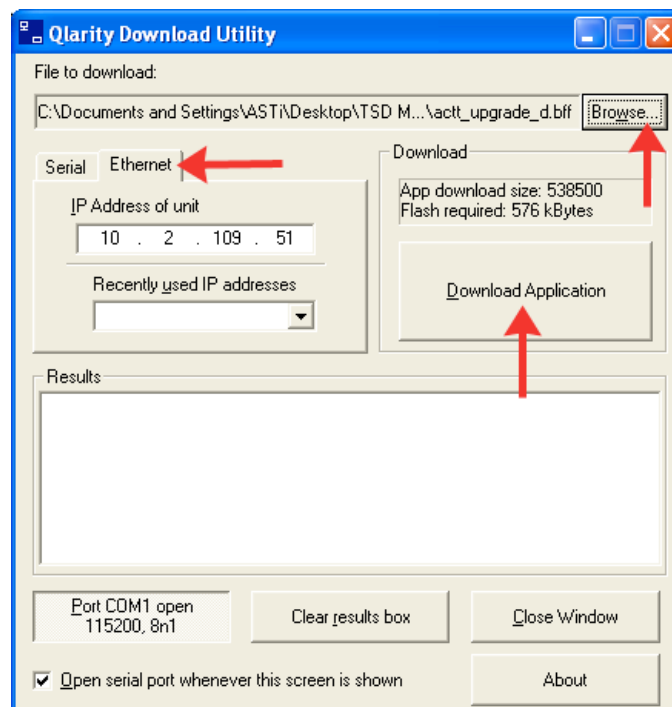 Qlarity Download Utility
File to download:
C:\Documents and Settings\ASTi\Desktop\TSD M...\actt_upgrade_d.bff
Browse...
Serial
Ethernet
IP Address of unit
10 . 2 . 109 . 51
Recently used IP addresses
Download
App download size: 538500
Flash required: 576 kBytes
Download Application
Results
Port COM1 open
115200, 8n1
Clear results box
Close Window
Open serial port whenever this screen is shown
About